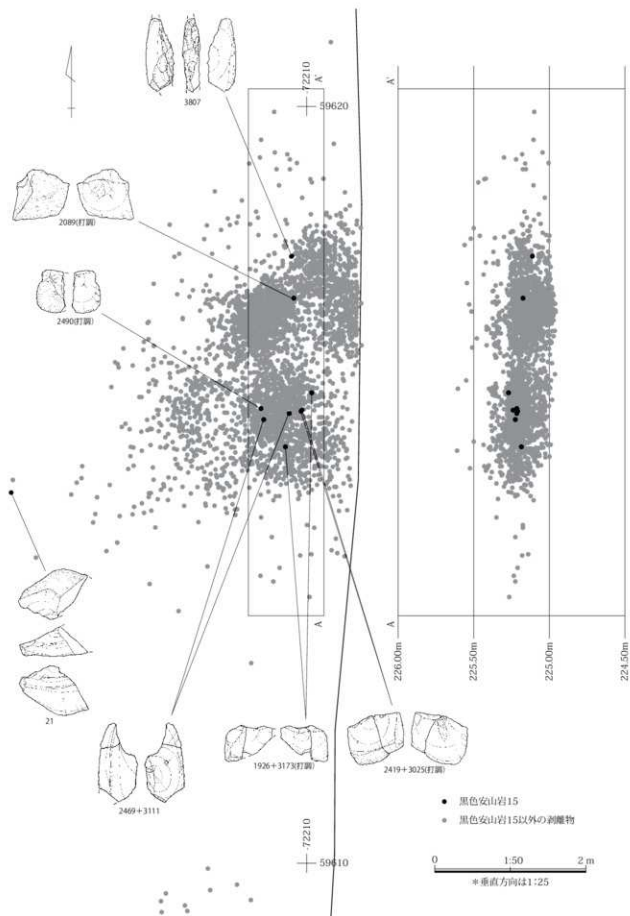 3807
A'
-72210
59620
A'
2089(打調)
2490(打調)
21
A
A
226.00m
225.50m
225.00m
224.50m
2469+3111
1926+3173(打調)
2419+3025(打調)
-72210
59610
● 黒色安山岩15
● 黒色安山岩15以外の剥離物
0 1:50 2 m
＊垂直方向は1:25